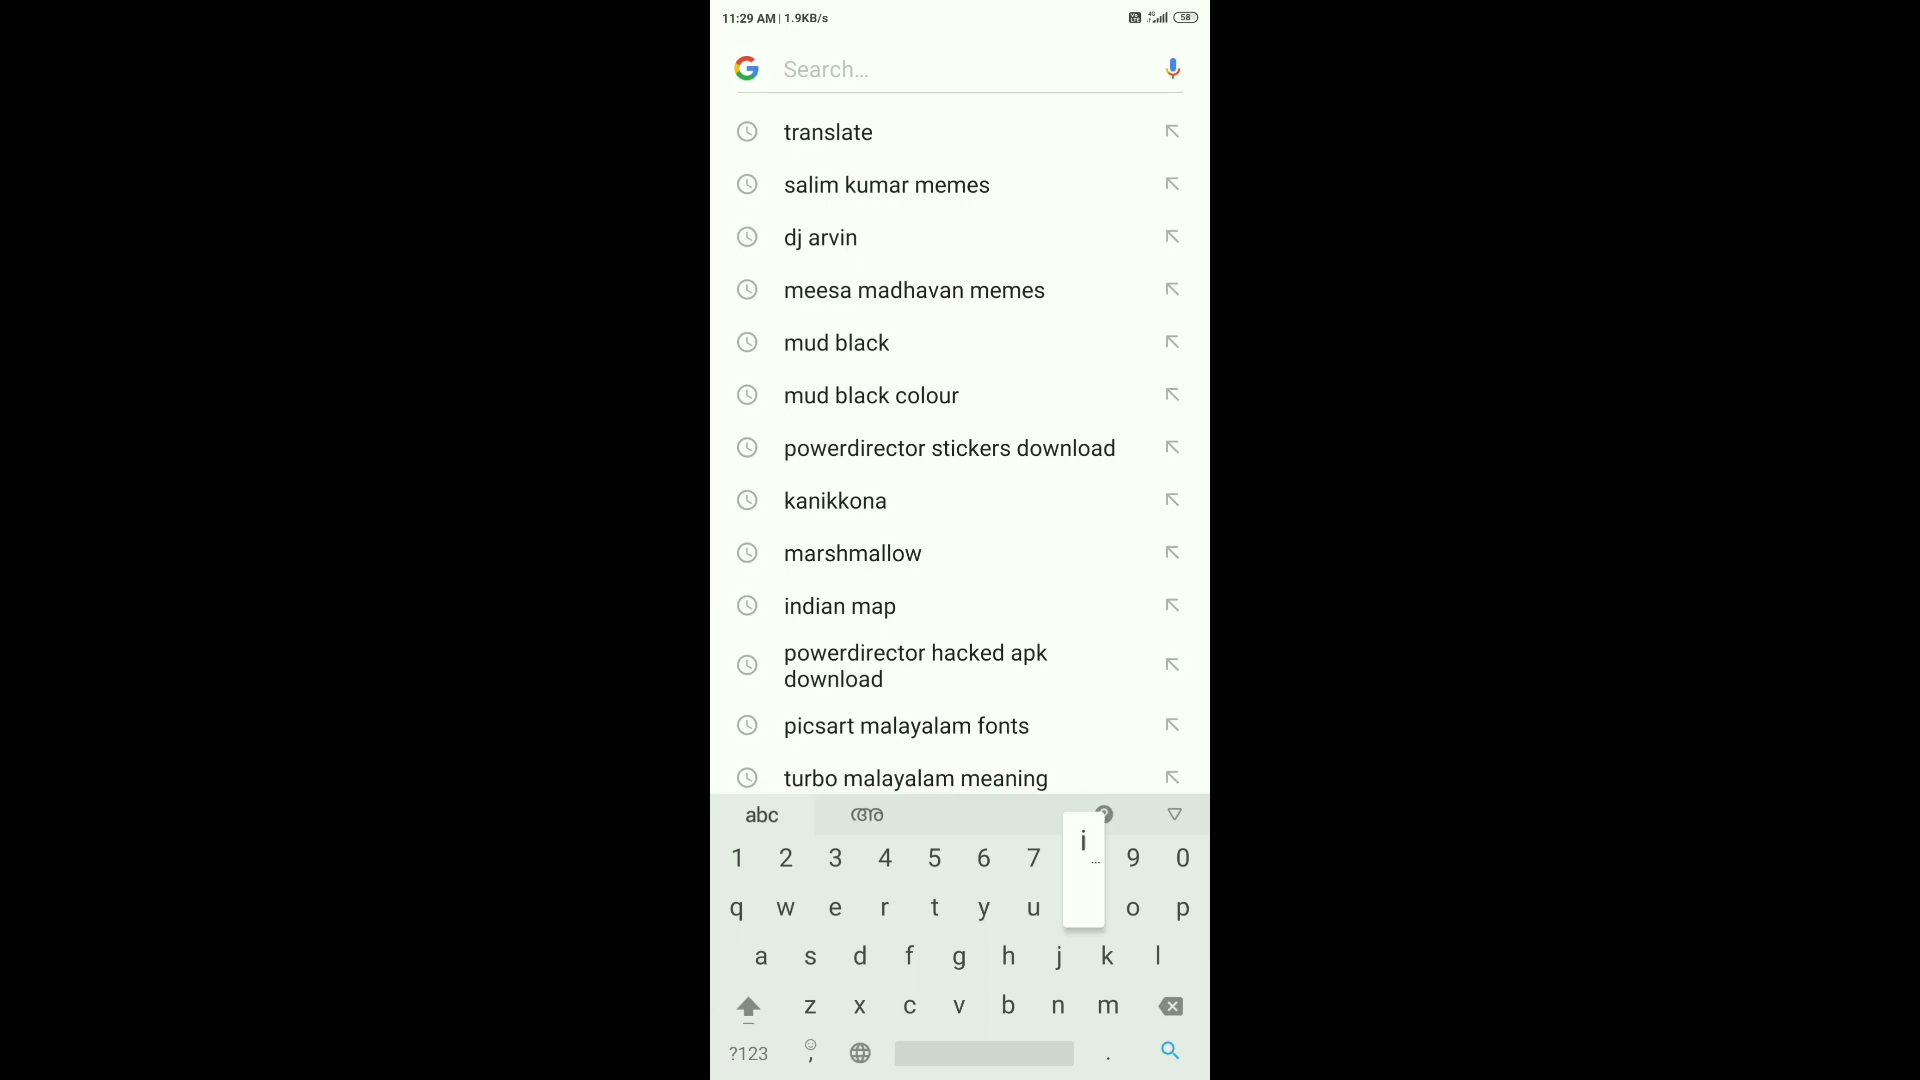 11:29 AM | 1.9KB/s
4G
58
Search...
translate
salim kumar memes
dj arvin
meesa madhavan memes
mud black
mud black colour
powerdirector stickers download
kanikkona
marshmallow
indian map
powerdirector hacked apk
download
picsart malayalam fonts
turbo malayalam meaning
abc അ
i
...
1 2 3 4 5 6 7 9 0
q w e r t y u o p
a s d f g h j k l
z x c v b n m
?123 , .